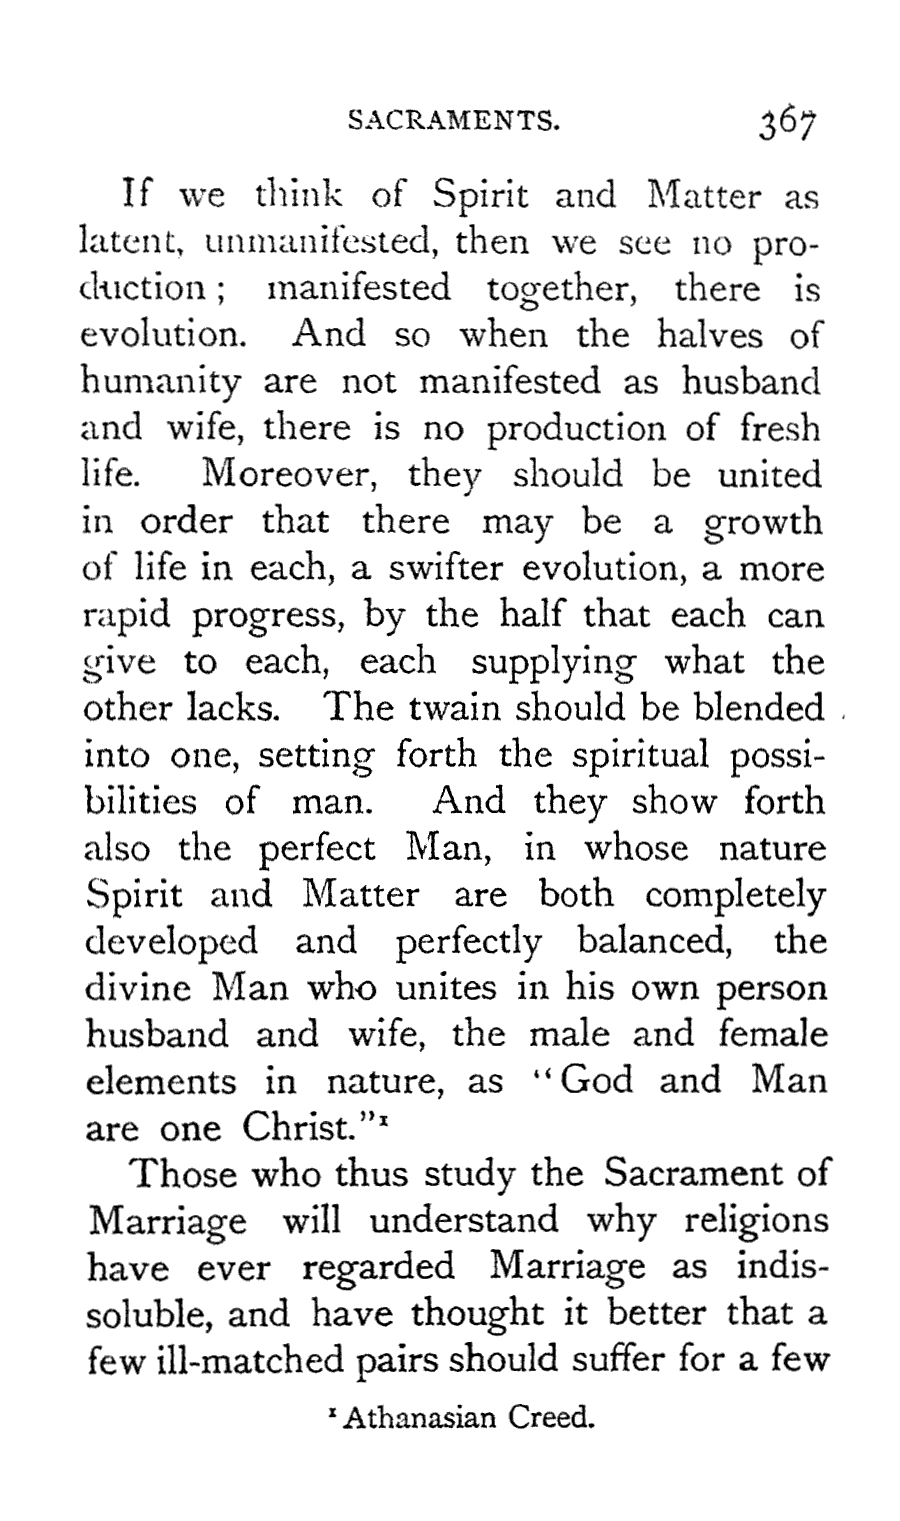 SACRAMENTS. 367
If we think of Spirit and Matter as
latent, unmanifested, then we see no pro-
duction ; manifested together, there is
evolution. And so when the halves of
humanity are not manifested as husband
and wife, there is no production of fresh
life. Moreover, they should be united
in order that there may be a growth
of life in each, a swifter evolution, a more
rapid progress, by the half that each can
give to each, each supplying what the
other lacks. The twain should be blended
into one, setting forth the spiritual possi-
bilities of man. And they show forth
also the perfect Man, in whose nature
Spirit and Matter are both completely
developed and perfectly balanced, the
divine Man who unites in his own person
husband and wife, the male and female
elements in nature, as “God and Man
are one Christ.”¹
Those who thus study the Sacrament of
Marriage will understand why religions
have ever regarded Marriage as indis-
soluble, and have thought it better that a
few ill-matched pairs should suffer for a few
¹ Athanasian Creed.